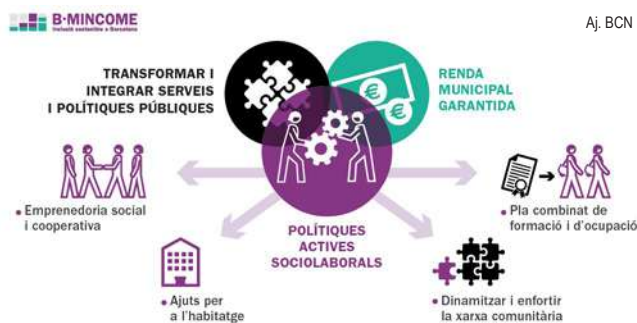 B·MINCOME
Inclusió sostenible a Barcelona
Aj. BCN
TRANSFORMAR I
INTEGRAR SERVEIS
I POLÍTIQUES PÚBLIQUES
RENDA
MUNICIPAL
GARANTIDA
€
€
• Emprenedoria social
i cooperativa
POLÍTIQUES
ACTIVES
SOCIOLABORALS
• Pla combinat de
formació i d'ocupació
• Ajuts per
a l'habitatge
• Dinamitzar i enfortir
la xarxa comunitària